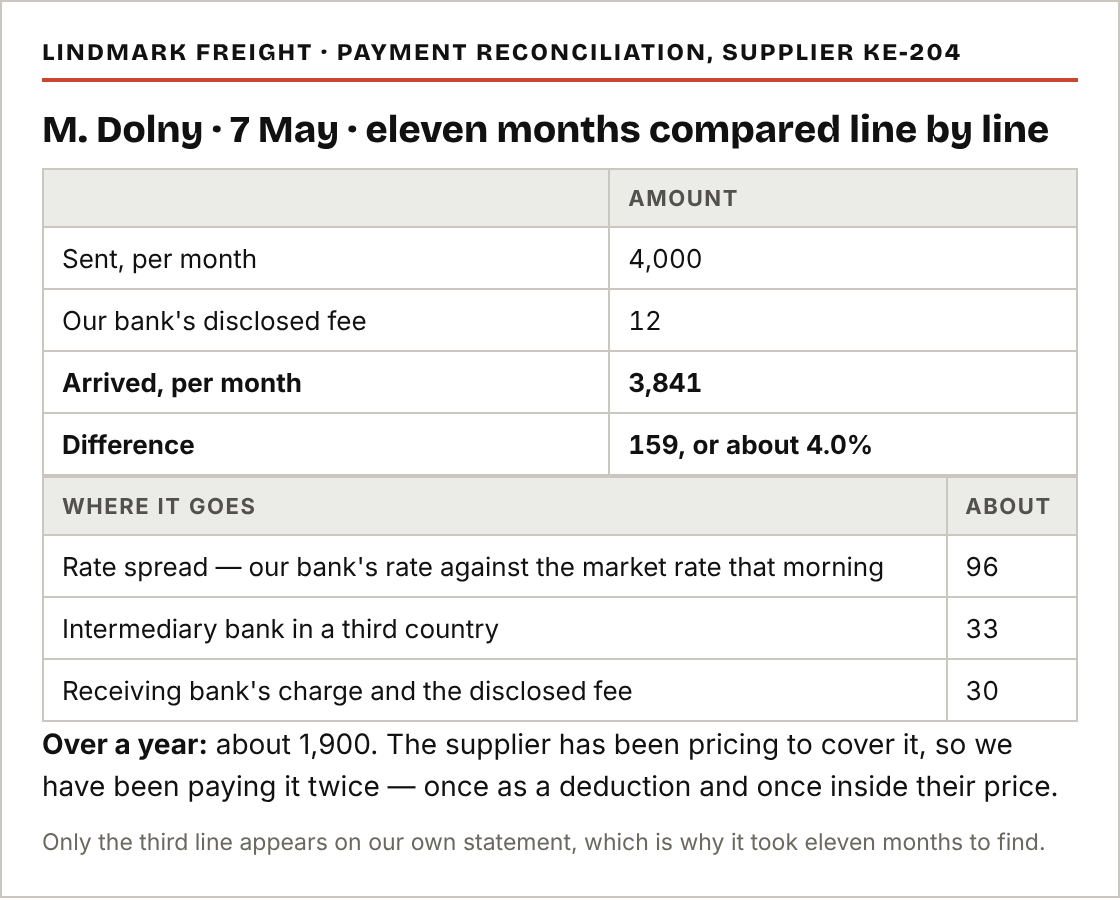 LINDMARK FREIGHT · PAYMENT RECONCILIATION, SUPPLIER KE-204
M. Dolny · 7 May · eleven months compared line by line
AMOUNT
Sent, per month 4,000
Our bank's disclosed fee 12
Arrived, per month 3,841
Difference 159, or about 4.0%
WHERE IT GOES ABOUT
Rate spread — our bank's rate against the market rate that morning 96
Intermediary bank in a third country 33
Receiving bank's charge and the disclosed fee 30
Over a year: about 1,900. The supplier has been pricing to cover it, so we
have been paying it twice — once as a deduction and once inside their price.
Only the third line appears on our own statement, which is why it took eleven months to find.